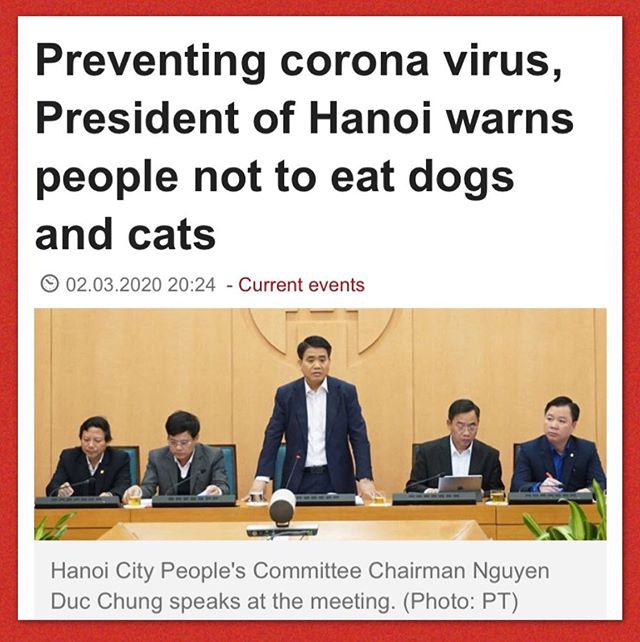 Preventing corona virus,
President of Hanoi warns
people not to eat dogs
and cats
02.03.2020 20:24 - Current events
Hanoi City People's Committee Chairman Nguyen
Duc Chung speaks at the meeting. (Photo: PT)